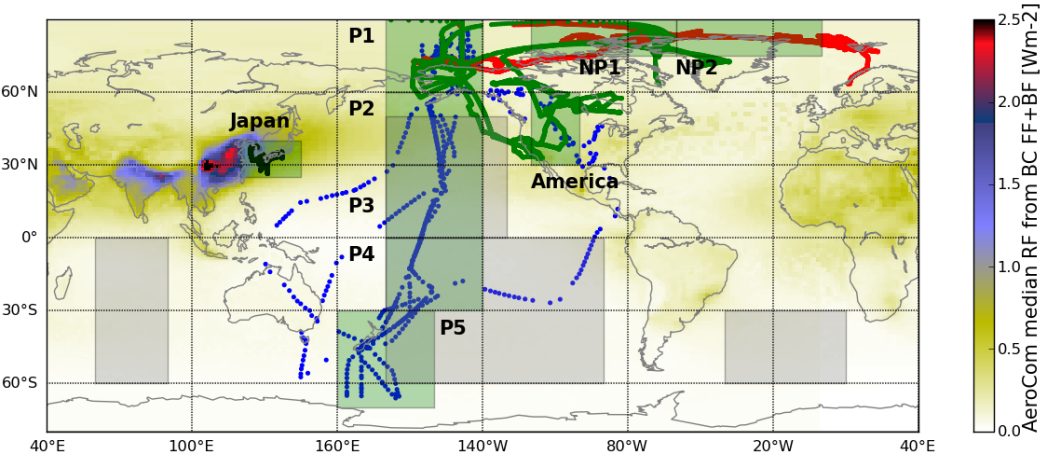 P1
NP1
NP2
P2
Japan
America
P3
P4
P5
60°N
30°N
0°
30°S
60°S
40°E
100°E
160°E
140°W
80°W
20°W
40°E
2.5
2.0
1.5
1.0
0.5
0.0
AeroCom median RF from BC FF+BF [Wm-2]